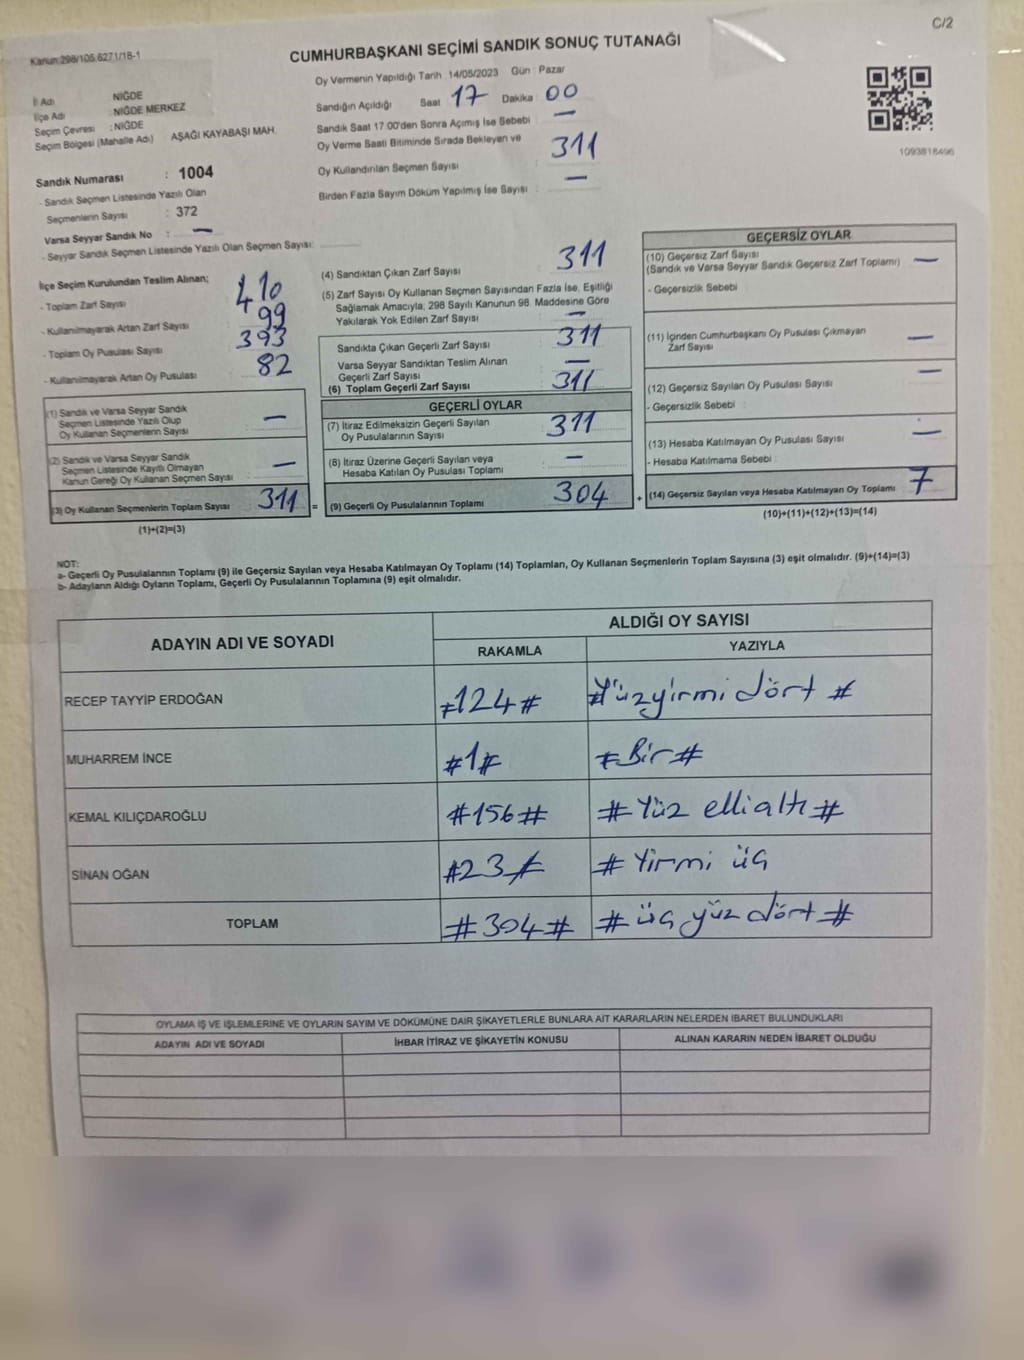 C/2
Kanun:298/105,6271/18-1
CUMHURBAŞKANI SEÇİMİ SANDIK SONUÇ TUTANAĞI
Oy Vermenin Yapıldığı Tarih : 14/05/2023 Gün : Pazar
İl Adı : NİĞDE
İlçe Adı : NİĞDE MERKEZ
Seçim Çevresi : NİĞDE
Seçim Bölgesi (Mahalle Adı) AŞAĞI KAYABAŞI MAH.
Sandık Numarası : 1004
- Sandık Seçmen Listesinde Yazılı Olan
Seçmenlerin Sayısı : 372
Varsa Seyyar Sandık No : —
- Seyyar Sandık Seçmen Listesinde Yazılı Olan Seçmen Sayısı:
Sandığın Açıldığı Saat 17 Dakika : 00
Sandık Saat 17:00'den Sonra Açımış İse Sebebi : —
Oy Verme Saati Bitiminde Sırada Bekleyen ve
Oy Kullandırılan Seçmen Sayısı : 311
Birden Fazla Sayım Döküm Yapılmış İse Sayısı : —
1093818496
İlçe Seçim Kurulundan Teslim Alınan;
- Toplam Zarf Sayısı : 410
- Kullanılmayarak Artan Zarf Sayısı : 99
- Toplam Oy Pusulası Sayısı : 393
- Kullanılmayarak Artan Oy Pusulası : 82
(1) Sandık ve Varsa Seyyar Sandık
Seçmen Listesinde Yazılı Olup
Oy Kullanan Seçmenlerin Sayısı : —
(2) Sandık ve Varsa Seyyar Sandık
Seçmen Listesinde Kayıtlı Olmayan
Kanun Gereği Oy Kullanan Seçmen Sayısı : —
(3) Oy Kullanan Seçmenlerin Toplam Sayısı : 311
(1)+(2)=(3)
(4) Sandıktan Çıkan Zarf Sayısı : 311
(5) Zarf Sayısı Oy Kullanan Seçmen Sayısından Fazla İse, Eşitliği
Sağlamak Amacıyla; 298 Sayılı Kanunun 98. Maddesine Göre
Yakılarak Yok Edilen Zarf Sayısı : —
Sandıkta Çıkan Geçerli Zarf Sayısı : 311
Varsa Seyyar Sandıktan Teslim Alınan
Geçerli Zarf Sayısı : —
(6) Toplam Geçerli Zarf Sayısı : 311
GEÇERLİ OYLAR
(7) İtiraz Edilmeksizin Geçerli Sayılan
Oy Pusulalarının Sayısı : 311
(8) İtiraz Üzerine Geçerli Sayılan veya
Hesaba Katılan Oy Pusulası Toplamı : —
= (9) Geçerli Oy Pusulalarının Toplamı : 304
GEÇERSİZ OYLAR
(10) Geçersiz Zarf Sayısı
(Sandık ve Varsa Seyyar Sandık Geçersiz Zarf Toplamı) : —
- Geçersizlik Sebebi
(11) İçinden Cumhurbaşkanı Oy Pusulası Çıkmayan
Zarf Sayısı : —
(12) Geçersiz Sayılan Oy Pusulası Sayısı : —
- Geçersizlik Sebebi :
(13) Hesaba Katılmayan Oy Pusulası Sayısı : —
- Hesaba Katılmama Sebebi :
+ (14) Geçersiz Sayılan veya Hesaba Katılmayan Oy Toplamı : 7
(10)+(11)+(12)+(13)=(14)
NOT:
a- Geçerli Oy Pusulalarının Toplamı (9) ile Geçersiz Sayılan veya Hesaba Katılmayan Oy Toplamı (14) Toplamları, Oy Kullanan Seçmenlerin Toplam Sayısına (3) eşit olmalıdır. (9)+(14)=(3)
b- Adayların Aldığı Oyların Toplamı, Geçerli Oy Pusulalarının Toplamına (9) eşit olmalıdır.
ADAYIN ADI VE SOYADI ALDIĞI OY SAYISI
RAKAMLA YAZIYLA
RECEP TAYYİP ERDOĞAN #124# #Yüzyirmi dört #
MUHARREM İNCE #1# #Bir#
KEMAL KILIÇDAROĞLU #156# #Yüz elli altı#
SİNAN OĞAN #23# #Yirmi üç
TOPLAM #304# #üç yüz dört#
OYLAMA İŞ VE İŞLEMLERİNE VE OYLARIN SAYIM VE DÖKÜMÜNE DAİR ŞİKAYETLERLE BUNLARA AİT KARARLARIN NELERDEN İBARET BULUNDUKLARI
ADAYIN ADI VE SOYADI İHBAR İTİRAZ VE ŞİKAYETİN KONUSU ALINAN KARARIN NEDEN İBARET OLDUĞU